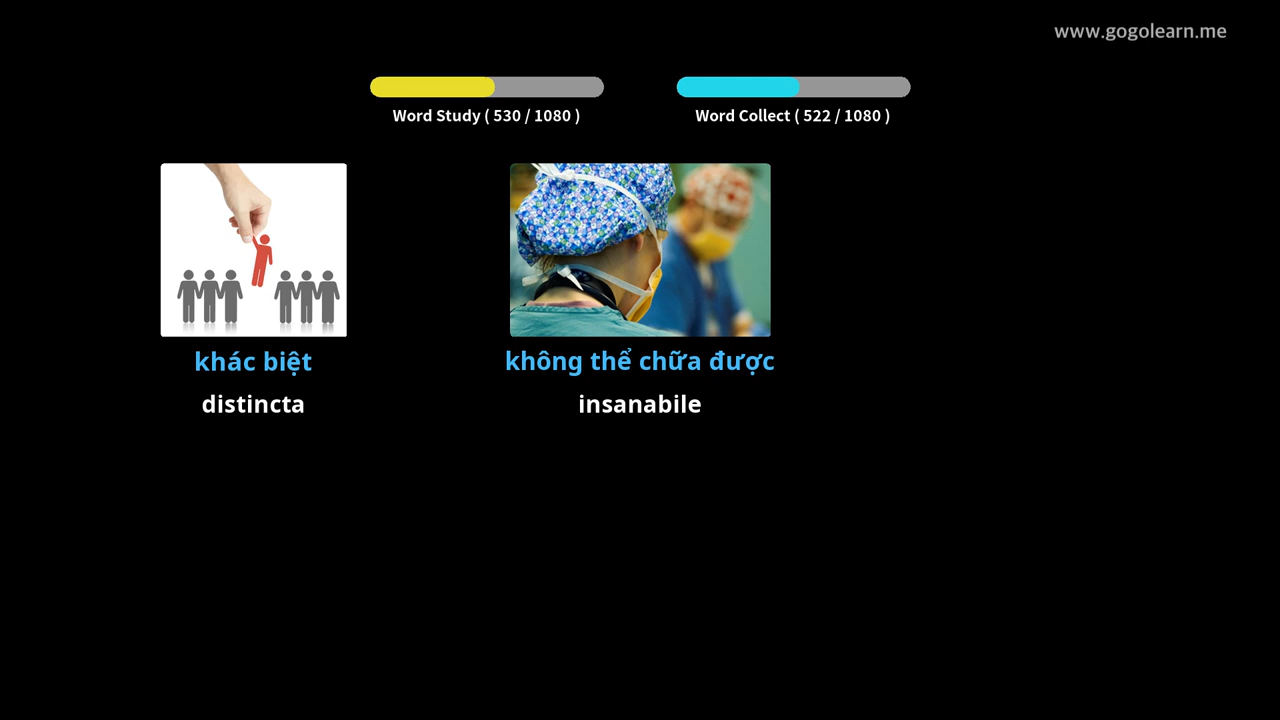 www.gogolearn.me
Word Study ( 530 / 1080 )
Word Collect ( 522 / 1080 )
khác biệt
distincta
không thể chữa được
insanabile